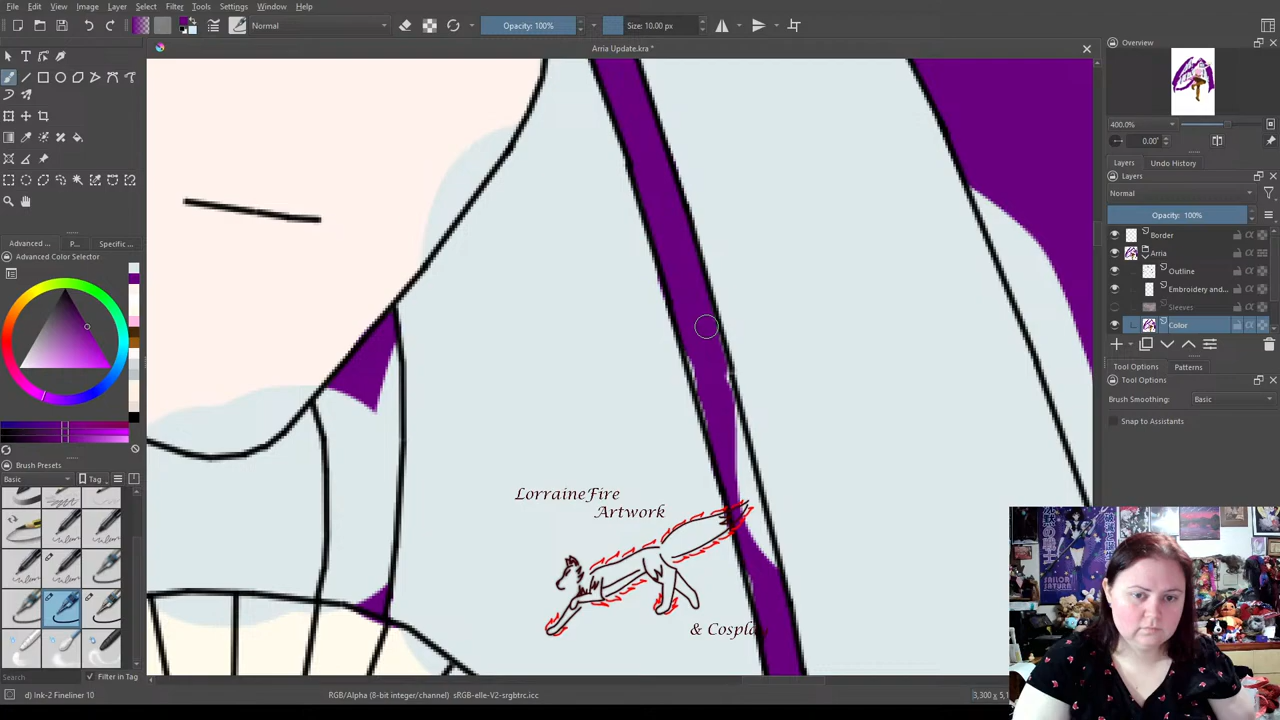 File Edit View Image Layer Select Filter Tools Settings Window Help
Normal
Opacity: 100%
Size: 10.00 px
Arria Update.kra *
Overview
400.0%
0.00°
Layers Undo History
Layers
Normal
Opacity: 100%
Border
Arria
Outline
Embroidery and...
Sleeves
Color
Tool Options Patterns
Tool Options
Brush Smoothing: Basic
Snap to Assistants
Advanced ... P... Specific ...
Advanced Color Selector
Brush Presets
Basic
Tag
Search
Filter in Tag
LorraineFire
Artwork
& Cosplay
SAILOR
SATURN
d) Ink-2 Fineliner 10
RGB/Alpha (8-bit integer/channel) sRGB-elle-V2-srgbtrc.icc